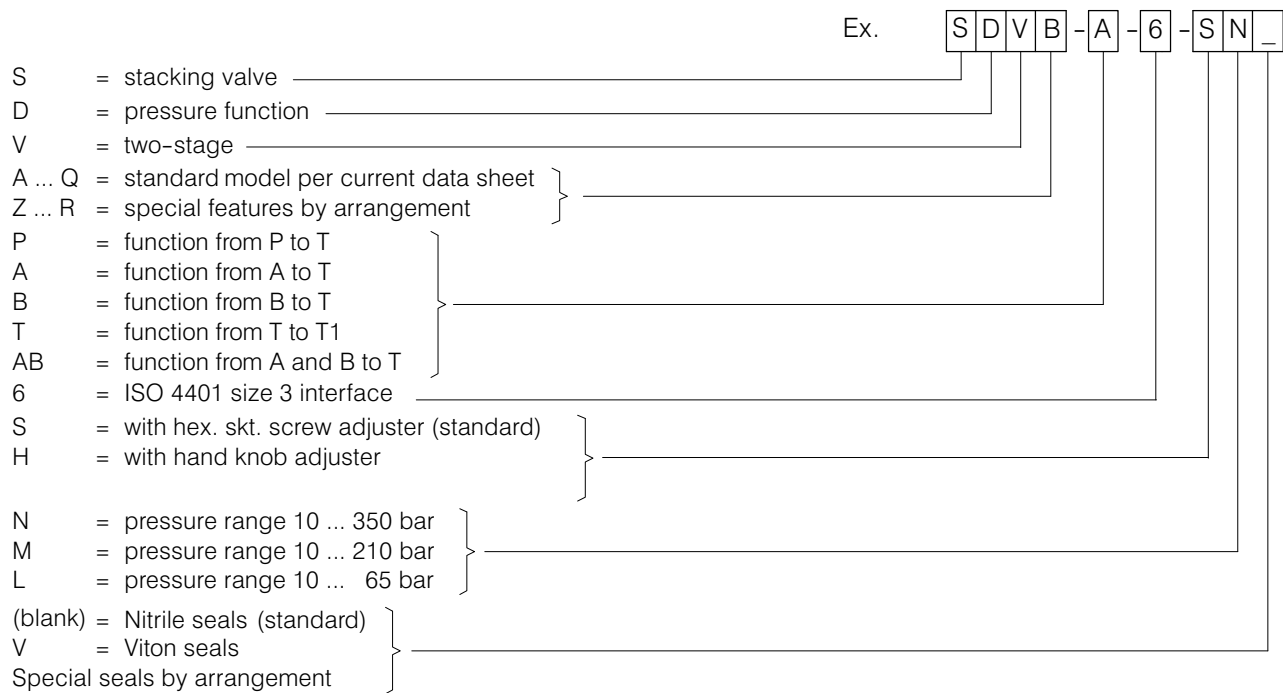 Ex. S D V B - A - 6 - S N _
S = stacking valve
D = pressure function
V = two-stage
A ... Q = standard model per current data sheet
Z ... R = special features by arrangement
P = function from P to T
A = function from A to T
B = function from B to T
T = function from T to T1
AB = function from A and B to T
6 = ISO 4401 size 3 interface
S = with hex. skt. screw adjuster (standard)
H = with hand knob adjuster
N = pressure range 10 ... 350 bar
M = pressure range 10 ... 210 bar
L = pressure range 10 ... 65 bar
(blank) = Nitrile seals (standard)
V = Viton seals
Special seals by arrangement